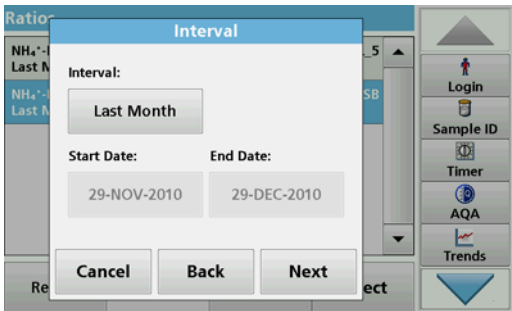 Ratios
Interval
NH₄⁺-
Last M
_5
Interval:
NH₄⁺-
Last M
SB
Last Month
Start Date: End Date:
29-NOV-2010 29-DEC-2010
Cancel Back Next
Re
ect
Login
Sample ID
Timer
AQA
Trends